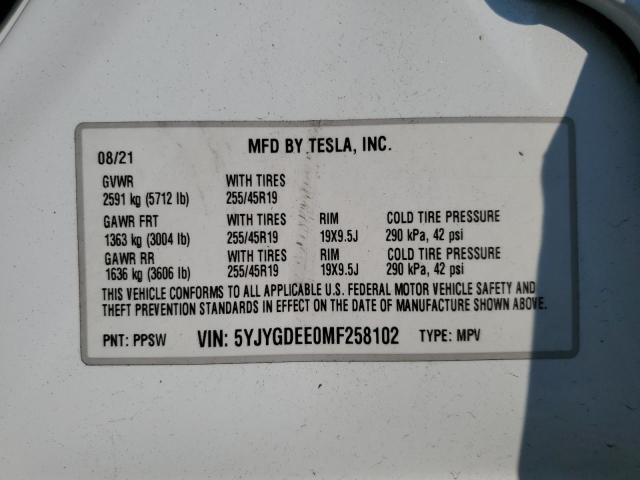 MFD BY TESLA, INC.
08/21
GVWR WITH TIRES
2591 kg (5712 lb) 255/45R19
GAWR FRT WITH TIRES RIM COLD TIRE PRESSURE
1363 kg (3004 lb) 255/45R19 19X9.5J 290 kPa, 42 psi
GAWR RR WITH TIRES RIM COLD TIRE PRESSURE
1636 kg (3606 lb) 255/45R19 19X9.5J 290 kPa, 42 psi
THIS VEHICLE CONFORMS TO ALL APPLICABLE U.S. FEDERAL MOTOR VEHICLE SAFETY AND
THEFT PREVENTION STANDARDS IN EFFECT ON THE DATE OF MANUFACTURE SHOWN ABOVE.
PNT: PPSW VIN: 5YJYGDEE0MF258102 TYPE: MPV